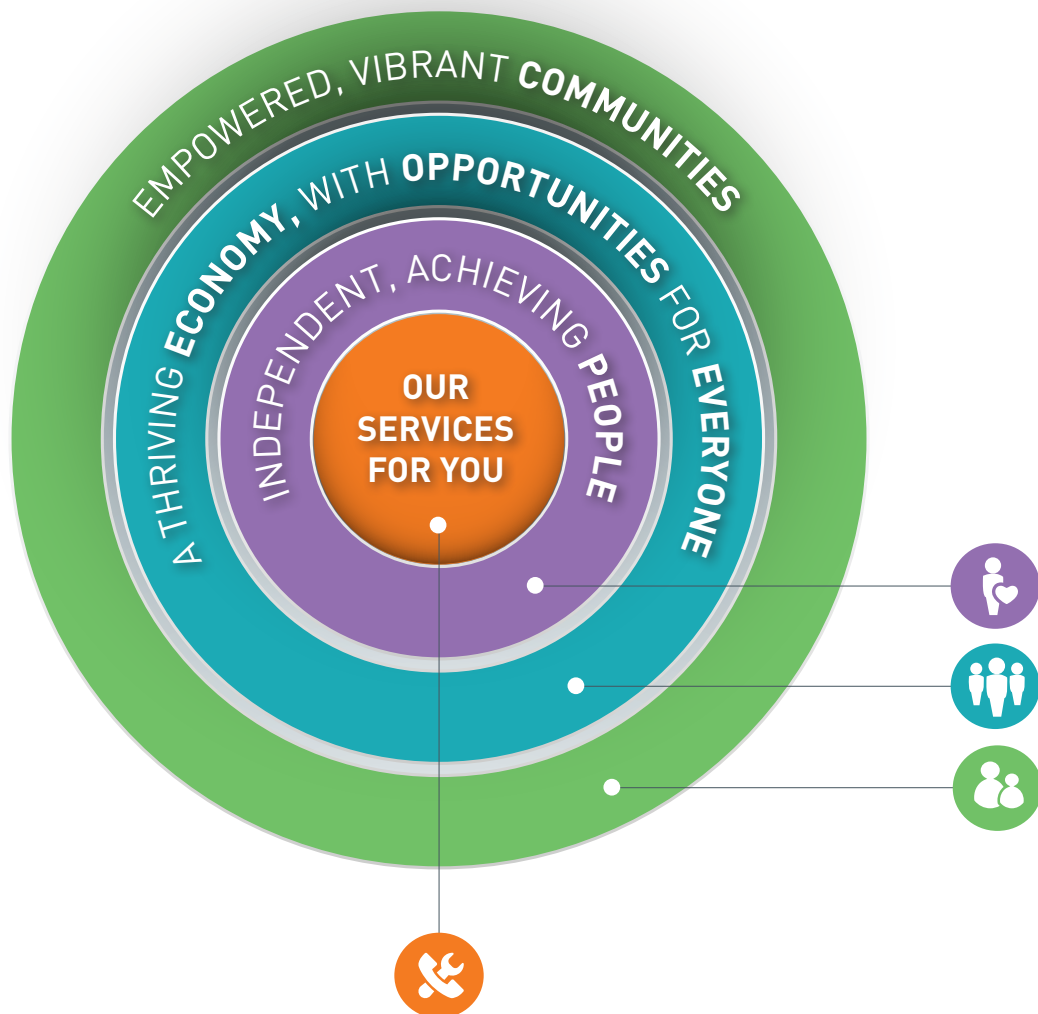 EMPOWERED, VIBRANT COMMUNITIES
A THRIVING ECONOMY, WITH OPPORTUNITIES FOR EVERYONE
INDEPENDENT, ACHIEVING PEOPLE
OUR
SERVICES
FOR YOU